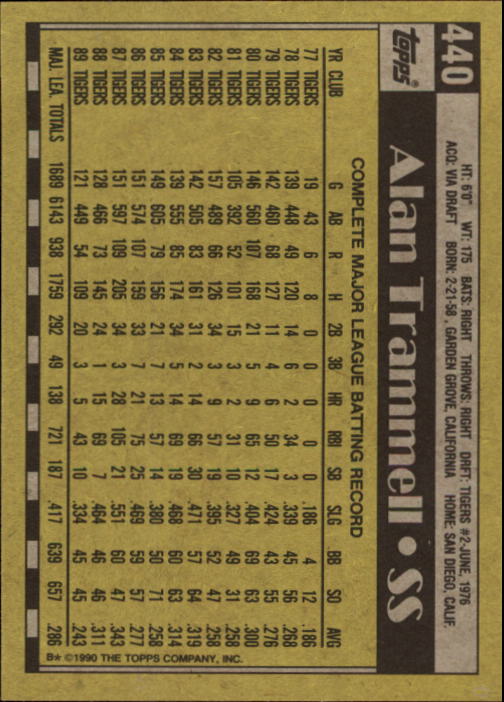 440
topps®
HT: 6'0" WT: 175 BATS: RIGHT THROWS: RIGHT DRFT: TIGERS #2-JUNE, 1976
ACQ: VIA DRAFT BORN: 2-21-58, GARDEN GROVE, CALIFORNIA HOME: SAN DIEGO, CALIF.
Alan Trammell • SS
COMPLETE MAJOR LEAGUE BATTING RECORD
YR CLUB G AB R H 2B 3B HR RBI SB SLG BB SO AVG
77 TIGERS 19 43 6 8 0 0 0 0 0 .186 4 12 .186
78 TIGERS 139 448 49 120 14 6 2 34 3 .339 45 56 .268
79 TIGERS 142 460 68 127 11 4 6 50 17 .424 43 55 .276
80 TIGERS 146 560 107 168 21 5 9 65 12 .404 69 63 .300
81 TIGERS 105 392 52 101 15 3 2 31 10 .327 49 31 .258
82 TIGERS 157 489 66 126 34 3 9 57 19 .395 52 47 .258
83 TIGERS 142 505 83 161 31 2 14 66 30 .471 57 64 .319
84 TIGERS 139 555 85 174 34 5 14 69 19 .468 60 63 .314
85 TIGERS 149 605 79 156 21 7 13 57 14 .380 50 71 .258
86 TIGERS 151 574 107 159 33 7 21 75 25 .469 59 57 .277
87 TIGERS 151 597 109 205 34 3 28 105 21 .551 60 47 .343
88 TIGERS 128 466 73 145 24 1 15 69 7 .464 46 46 .311
89 TIGERS 121 449 54 109 20 3 5 43 10 .334 45 45 .243
MAJ. LEA. TOTALS 1689 6143 938 1759 292 49 138 721 187 .417 639 657 .286
B* ©1990 THE TOPPS COMPANY, INC.